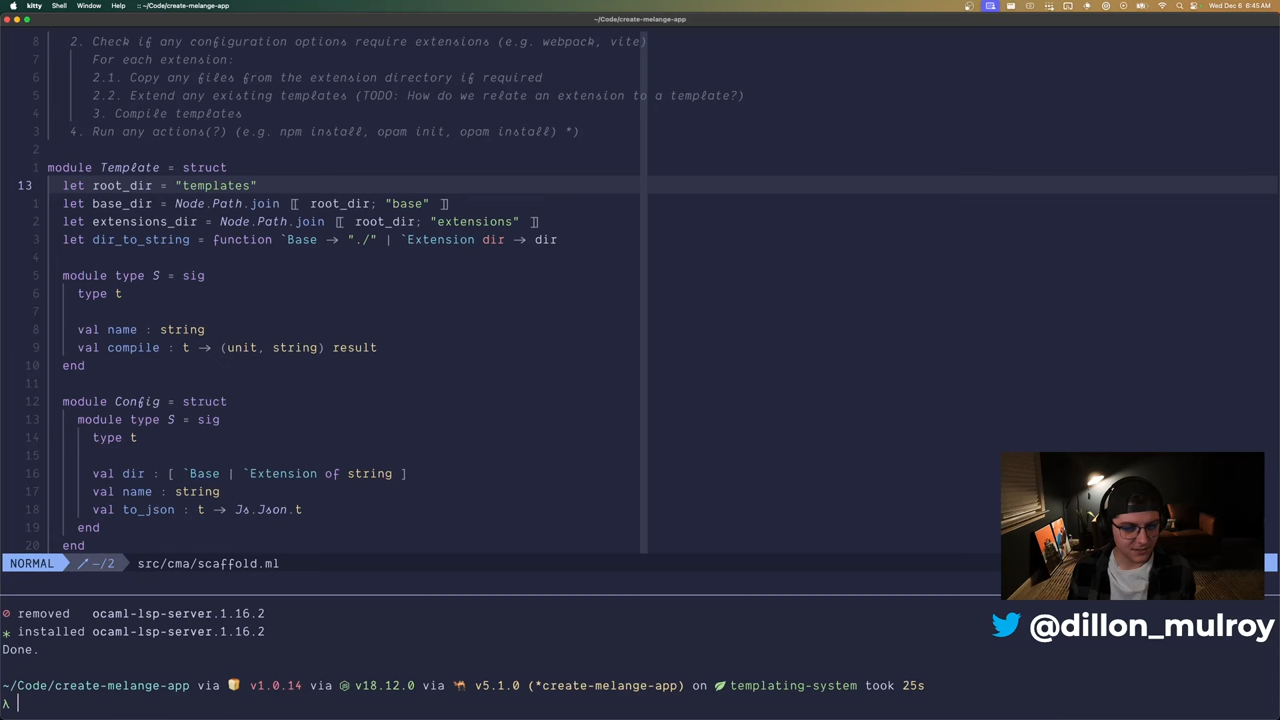 kitty Shell Window Help :: ~/Code/create-melange-app Wed Dec 6 6:45AM
~/Code/create-melange-app
8 2. Check if any configuration options require extensions (e.g. webpack, vite)
7 For each extension:
6 2.1. Copy any files from the extension directory if required
5 2.2. Extend any existing templates (TODO: How do we relate an extension to a template?)
4 3. Compile templates
3 4. Run any actions(?) (e.g. npm install, opam init, opam install) *)
2
1 module Template = struct
13 let root_dir = "templates"
1 let base_dir = Node.Path.join [| root_dir; "base" |]
2 let extensions_dir = Node.Path.join [| root_dir; "extensions" |]
3 let dir_to_string = function `Base -> "./" | `Extension dir -> dir
4
5 module type S = sig
6 type t
7
8 val name : string
9 val compile : t -> (unit, string) result
10 end
11
12 module Config = struct
13 module type S = sig
14 type t
15
16 val dir : [ `Base | `Extension of string ]
17 val name : string
18 val to_json : t -> Js.Json.t
19 end
20 end
NORMAL ~/2 src/cma/scaffold.ml
removed ocaml-lsp-server.1.16.2
* installed ocaml-lsp-server.1.16.2
Done.
~/Code/create-melange-app via v1.0.14 via v18.12.0 via v5.1.0 (*create-melange-app) on templating-system took 25s
λ
@dillon_mulroy